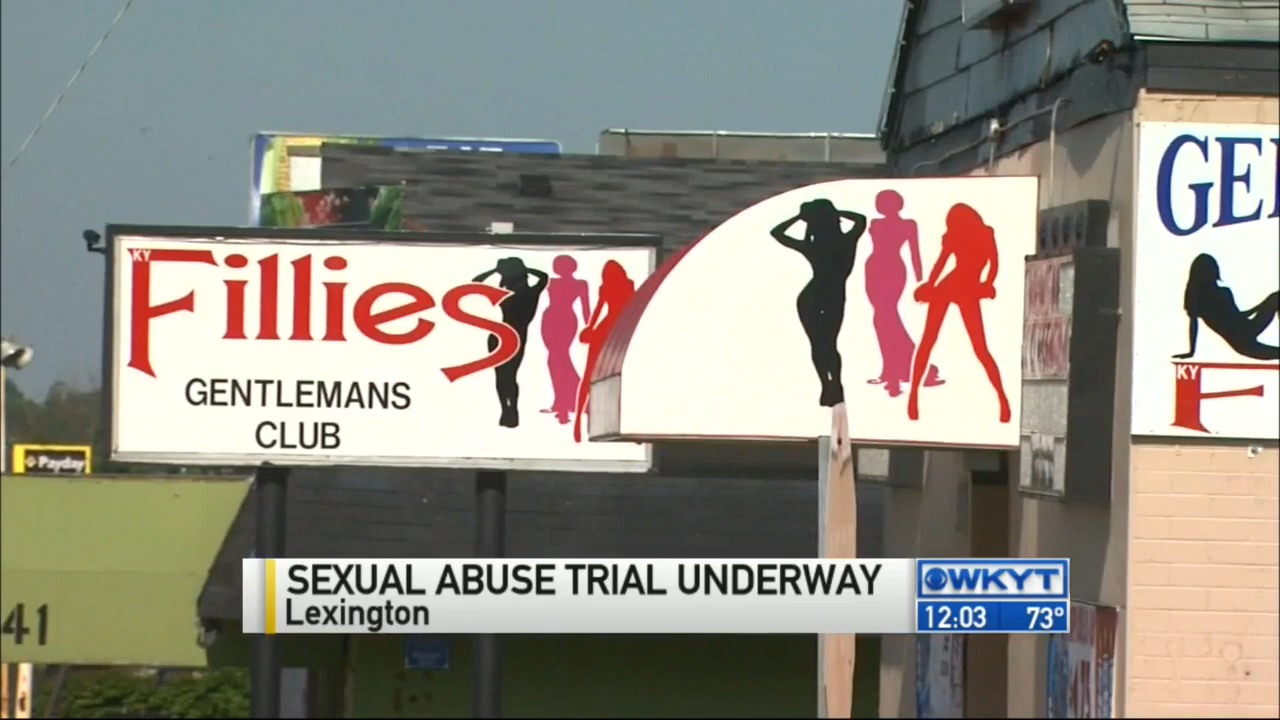 KY
Fillies
GENTLEMANS
CLUB
GE
KY
F
Payday
41
SEXUAL ABUSE TRIAL UNDERWAY
Lexington
WKYT
12:03 73°